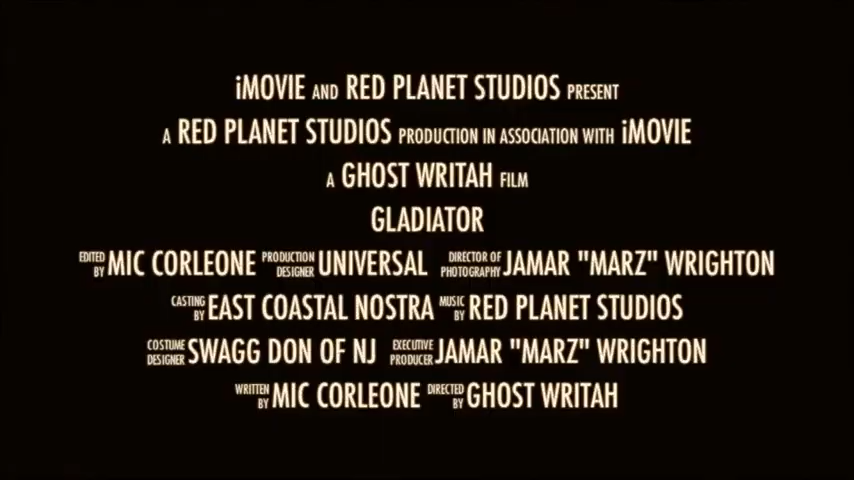 iMOVIE AND RED PLANET STUDIOS PRESENT
A RED PLANET STUDIOS PRODUCTION IN ASSOCIATION WITH iMOVIE
A GHOST WRITAH FILM
GLADIATOR
EDITED BY MIC CORLEONE PRODUCTION DESIGNER UNIVERSAL DIRECTOR OF PHOTOGRAPHY JAMAR "MARZ" WRIGHTON
CASTING BY EAST COASTAL NOSTRA MUSIC BY RED PLANET STUDIOS
COSTUME DESIGNER SWAGG DON OF NJ EXECUTIVE PRODUCER JAMAR "MARZ" WRIGHTON
WRITTEN BY MIC CORLEONE DIRECTED BY GHOST WRITAH